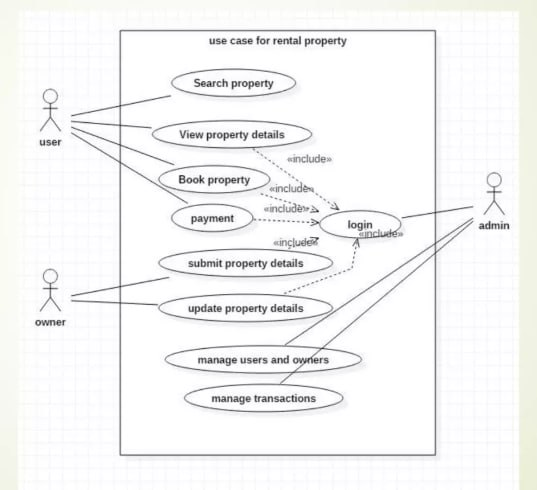 use case for rental property
Search property
View property details
«include»
user
Book property
«include»
payment
«include»
login
«include»
admin
«include»
submit property details
update property details
owner
manage users and owners
manage transactions